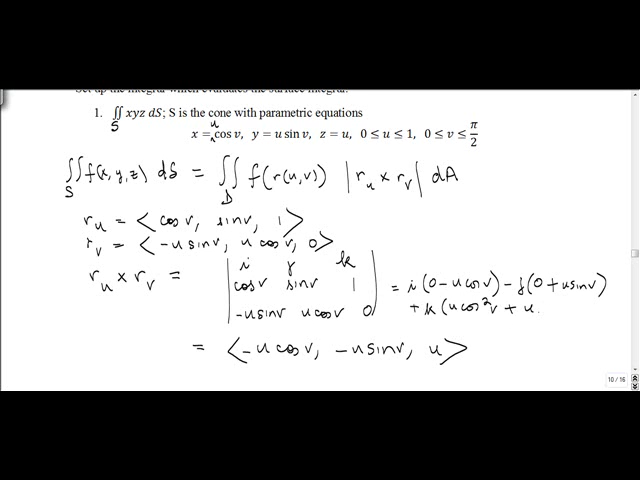 Set up the integral which evaluates the surface integral.
1. ∬ xyz dS; S is the cone with parametric equations
S
x = u cos v, y = u sin v, z = u, 0 ≤ u ≤ 1, 0 ≤ v ≤ π/2
∬_S f(x,y,z) dS = ∬_D f(r(u,v)) |r_u × r_v| dA
r_u = <cos v, sin v, 1>
r_v = <-u sin v, u cos v, 0>
r_u × r_v = | i j k
cos v sin v 1
-u sin v u cos v 0 | = i(0 - u cos v) - j(0 + u sin v)
+ k(u cos²v + u.
= <-u cos v, -u sin v, u>
10 / 16